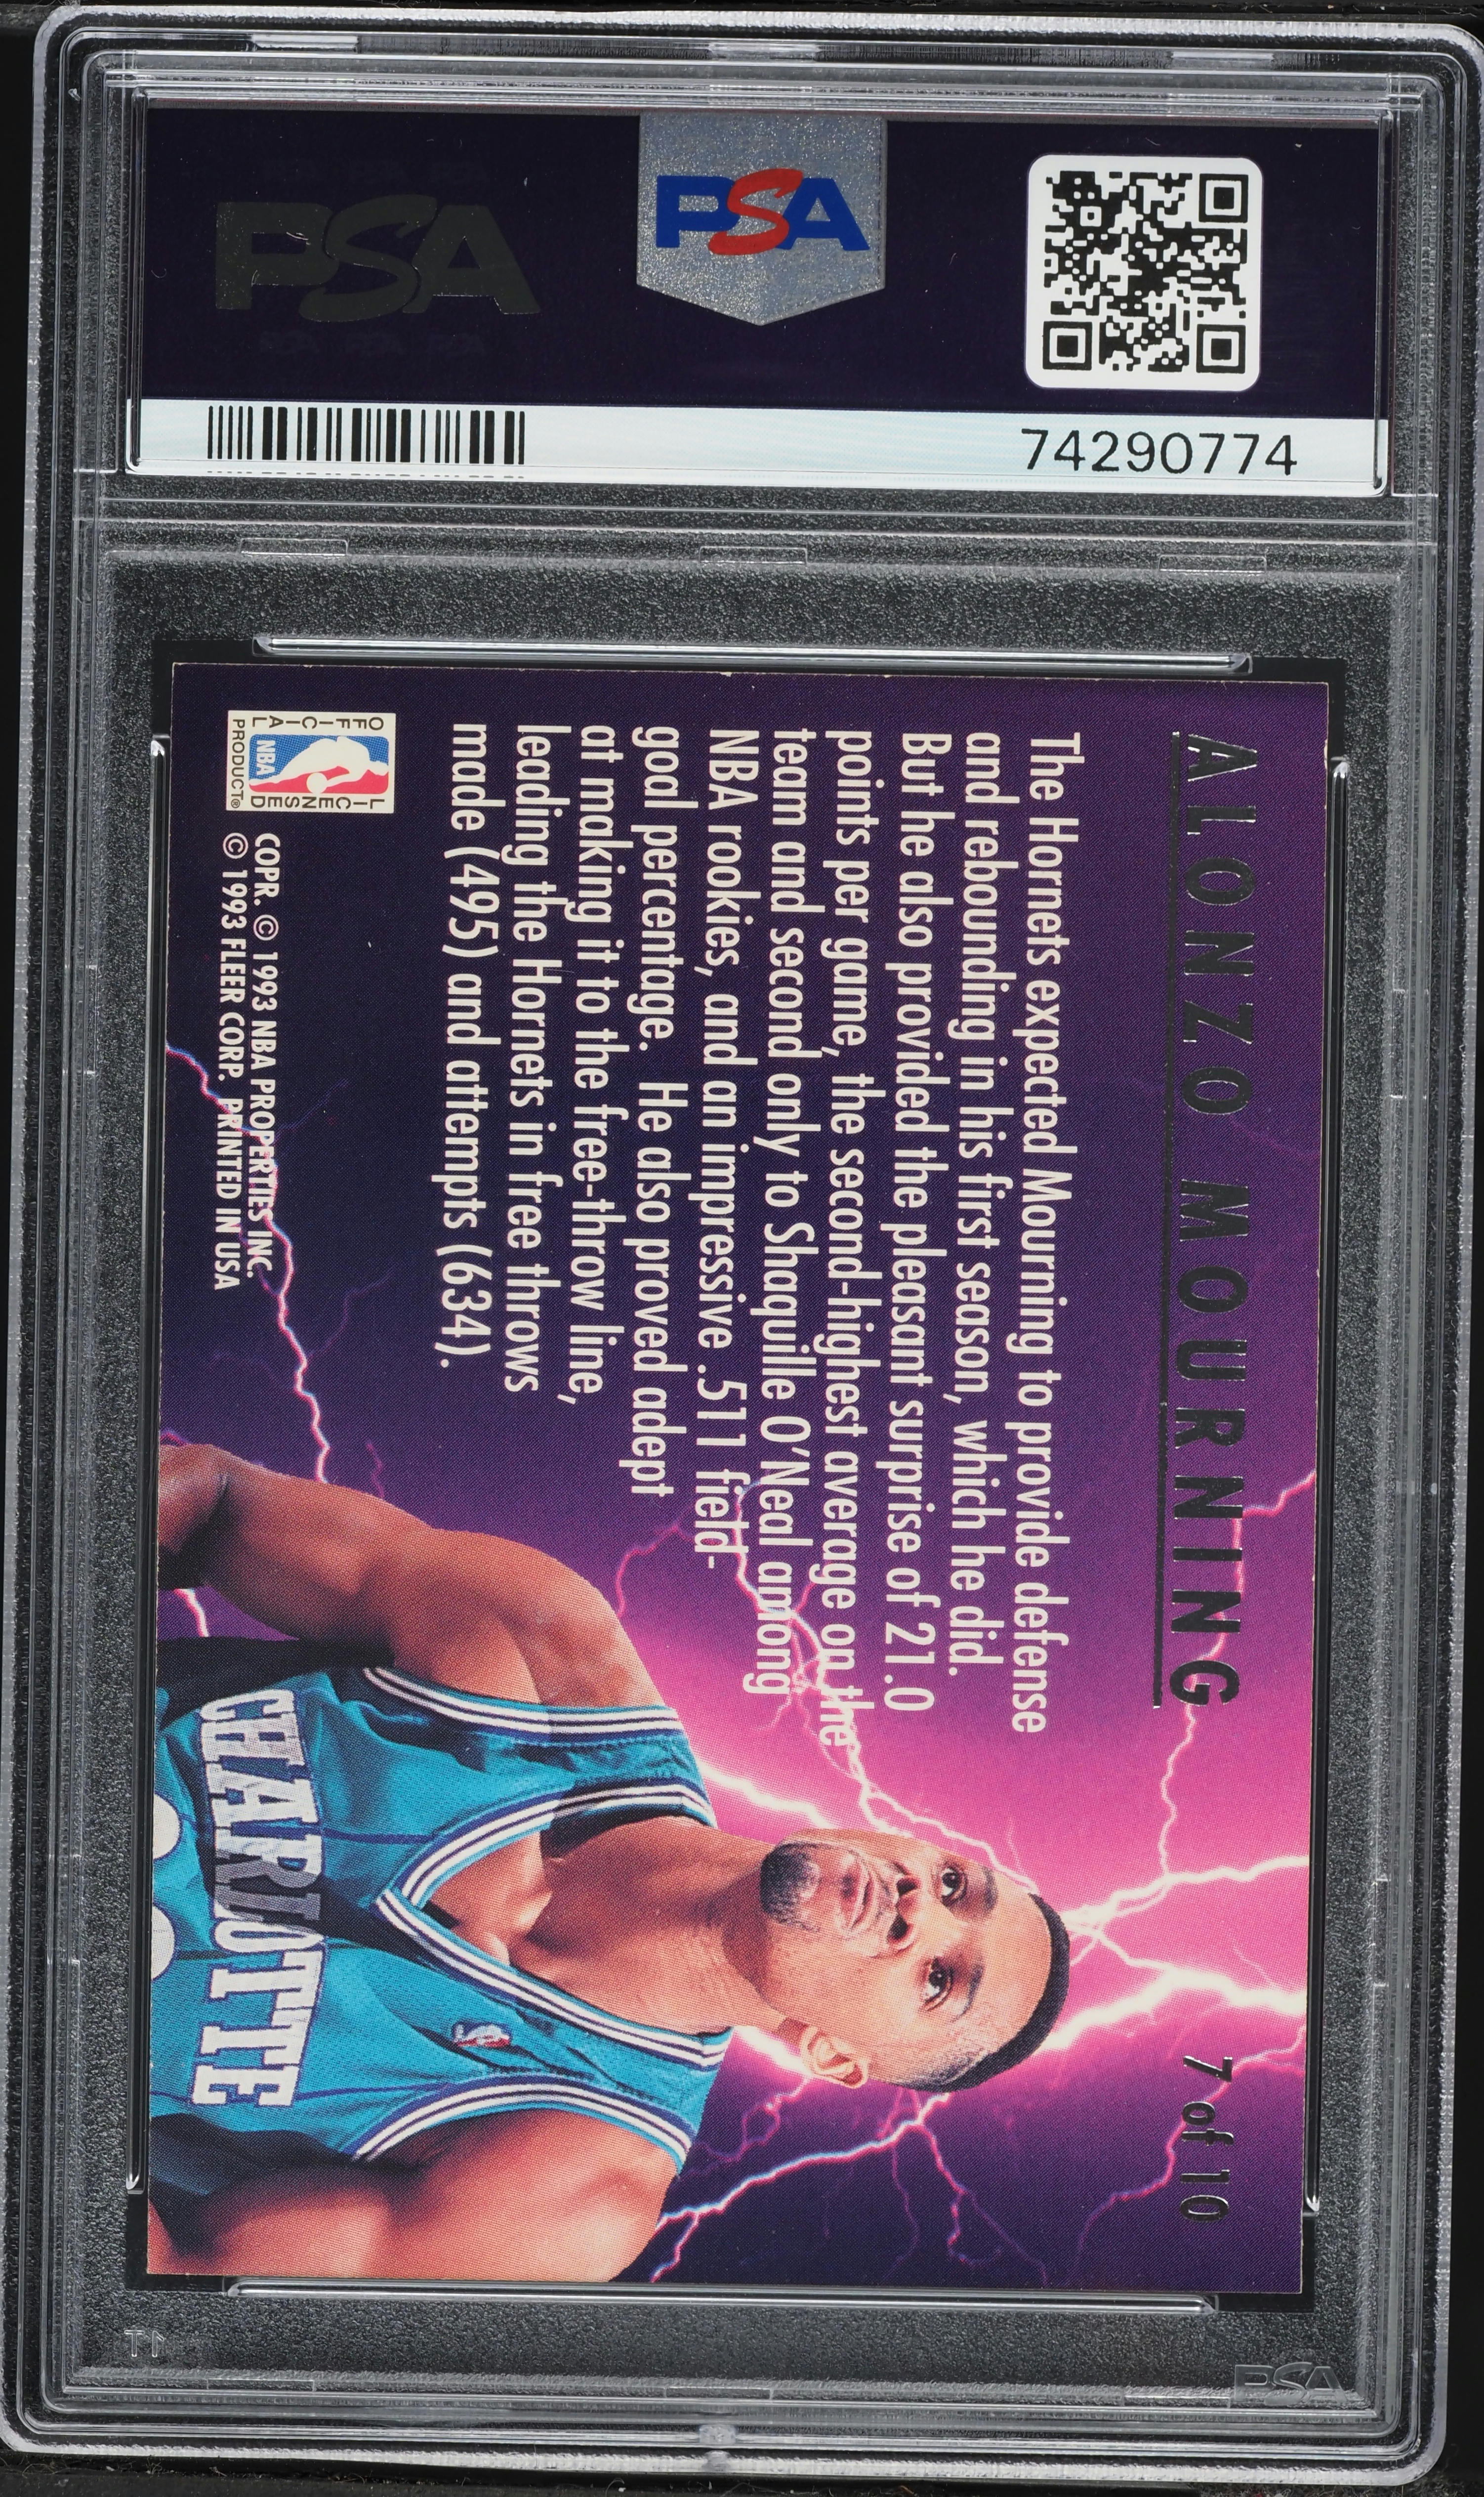 PSA
PSA
74290774
ALONZO MOURNING
7 of 10
The Hornets expected Mourning to provide defense
and rebounding in his first season, which he did.
But he also provided the pleasant surprise of 21.0
points per game, the second-highest average on the
team and second only to Shaquille O'Neal among
NBA rookies, and an impressive .511 field-
goal percentage. He also proved adept
at making it to the free-throw line,
leading the Hornets in free throws
made (495) and attempts (634).
OFFICIAL
LICENSED
NBA
PRODUCT®
COPR. © 1993 NBA PROPERTIES INC.
© 1993 FLEER CORP. PRINTED IN USA
CHARLOTTE
PSA